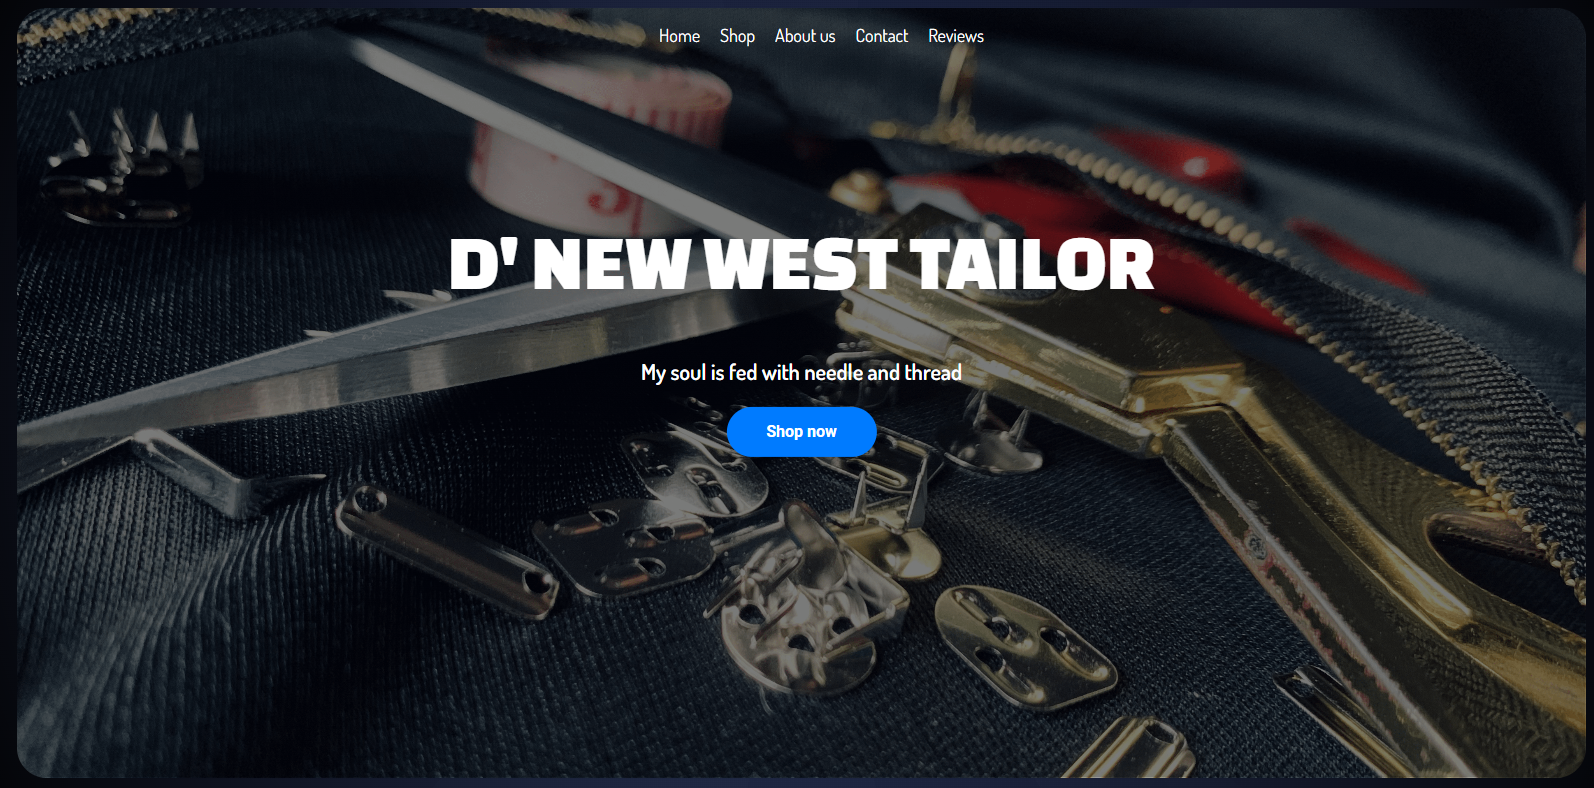 Home Shop About us Contact Reviews
D' NEW WEST TAILOR
My soul is fed with needle and thread
Shop now